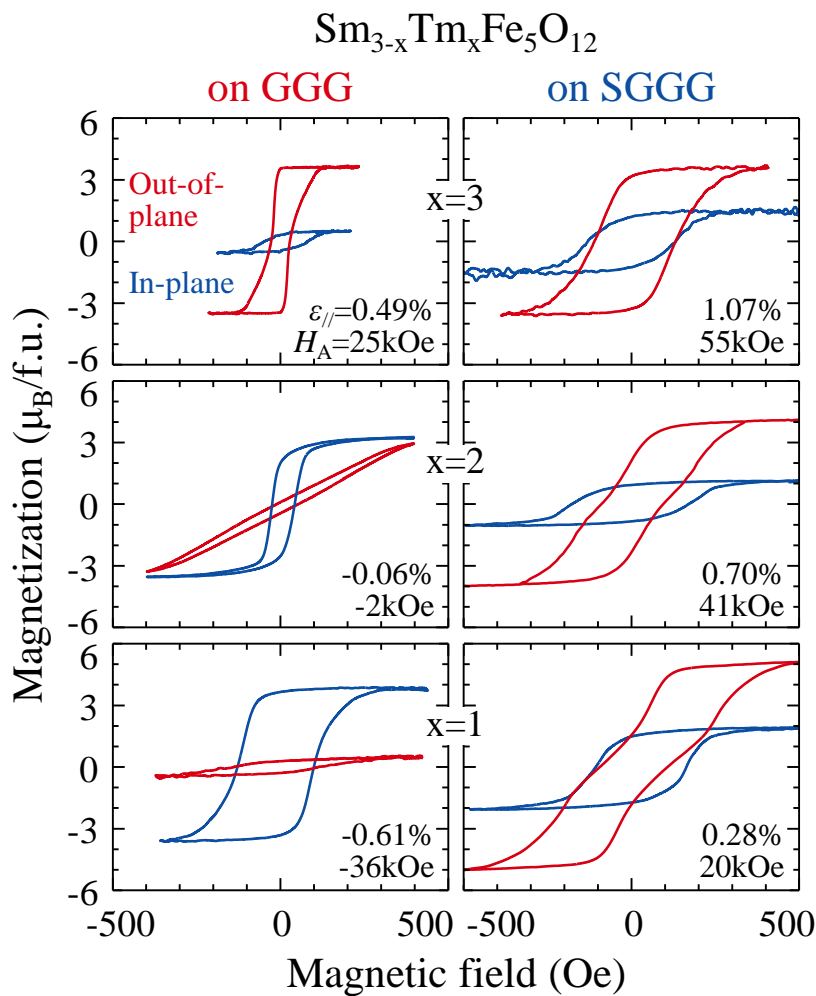 Sm3-xTmxFe5O12
on GGG
on SGGG
Magnetization (μB/f.u.)
6
3
0
-3
-6
Out-of-
plane
In-plane
x=3
ε//=0.49%
HA=25kOe
1.07%
55kOe
6
3
0
-3
-6
x=2
-0.06%
-2kOe
0.70%
41kOe
6
3
0
-3
-6
x=1
-0.61%
-36kOe
0.28%
20kOe
-500
0
500
-500
0
500
Magnetic field (Oe)